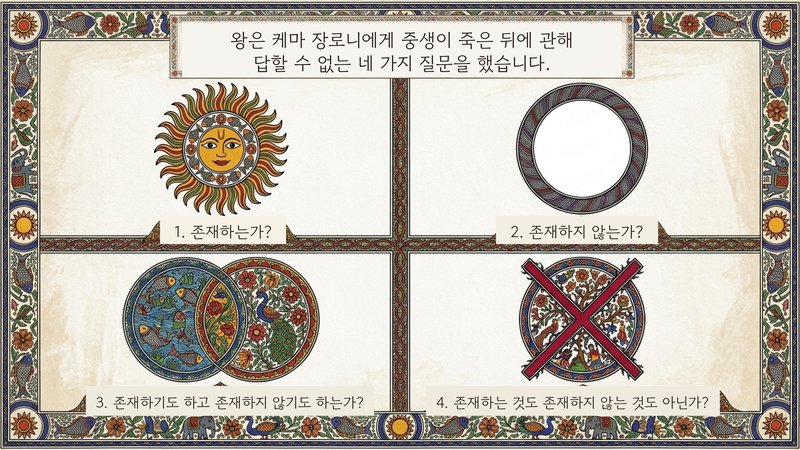 왕은 케마 장로니에게 중생이 죽은 뒤에 관해
답할 수 없는 네 가지 질문을 했습니다.
1. 존재하는가?
2. 존재하지 않는가?
3. 존재하기도 하고 존재하지 않기도 하는가?
4. 존재하는 것도 존재하지 않는 것도 아닌가?